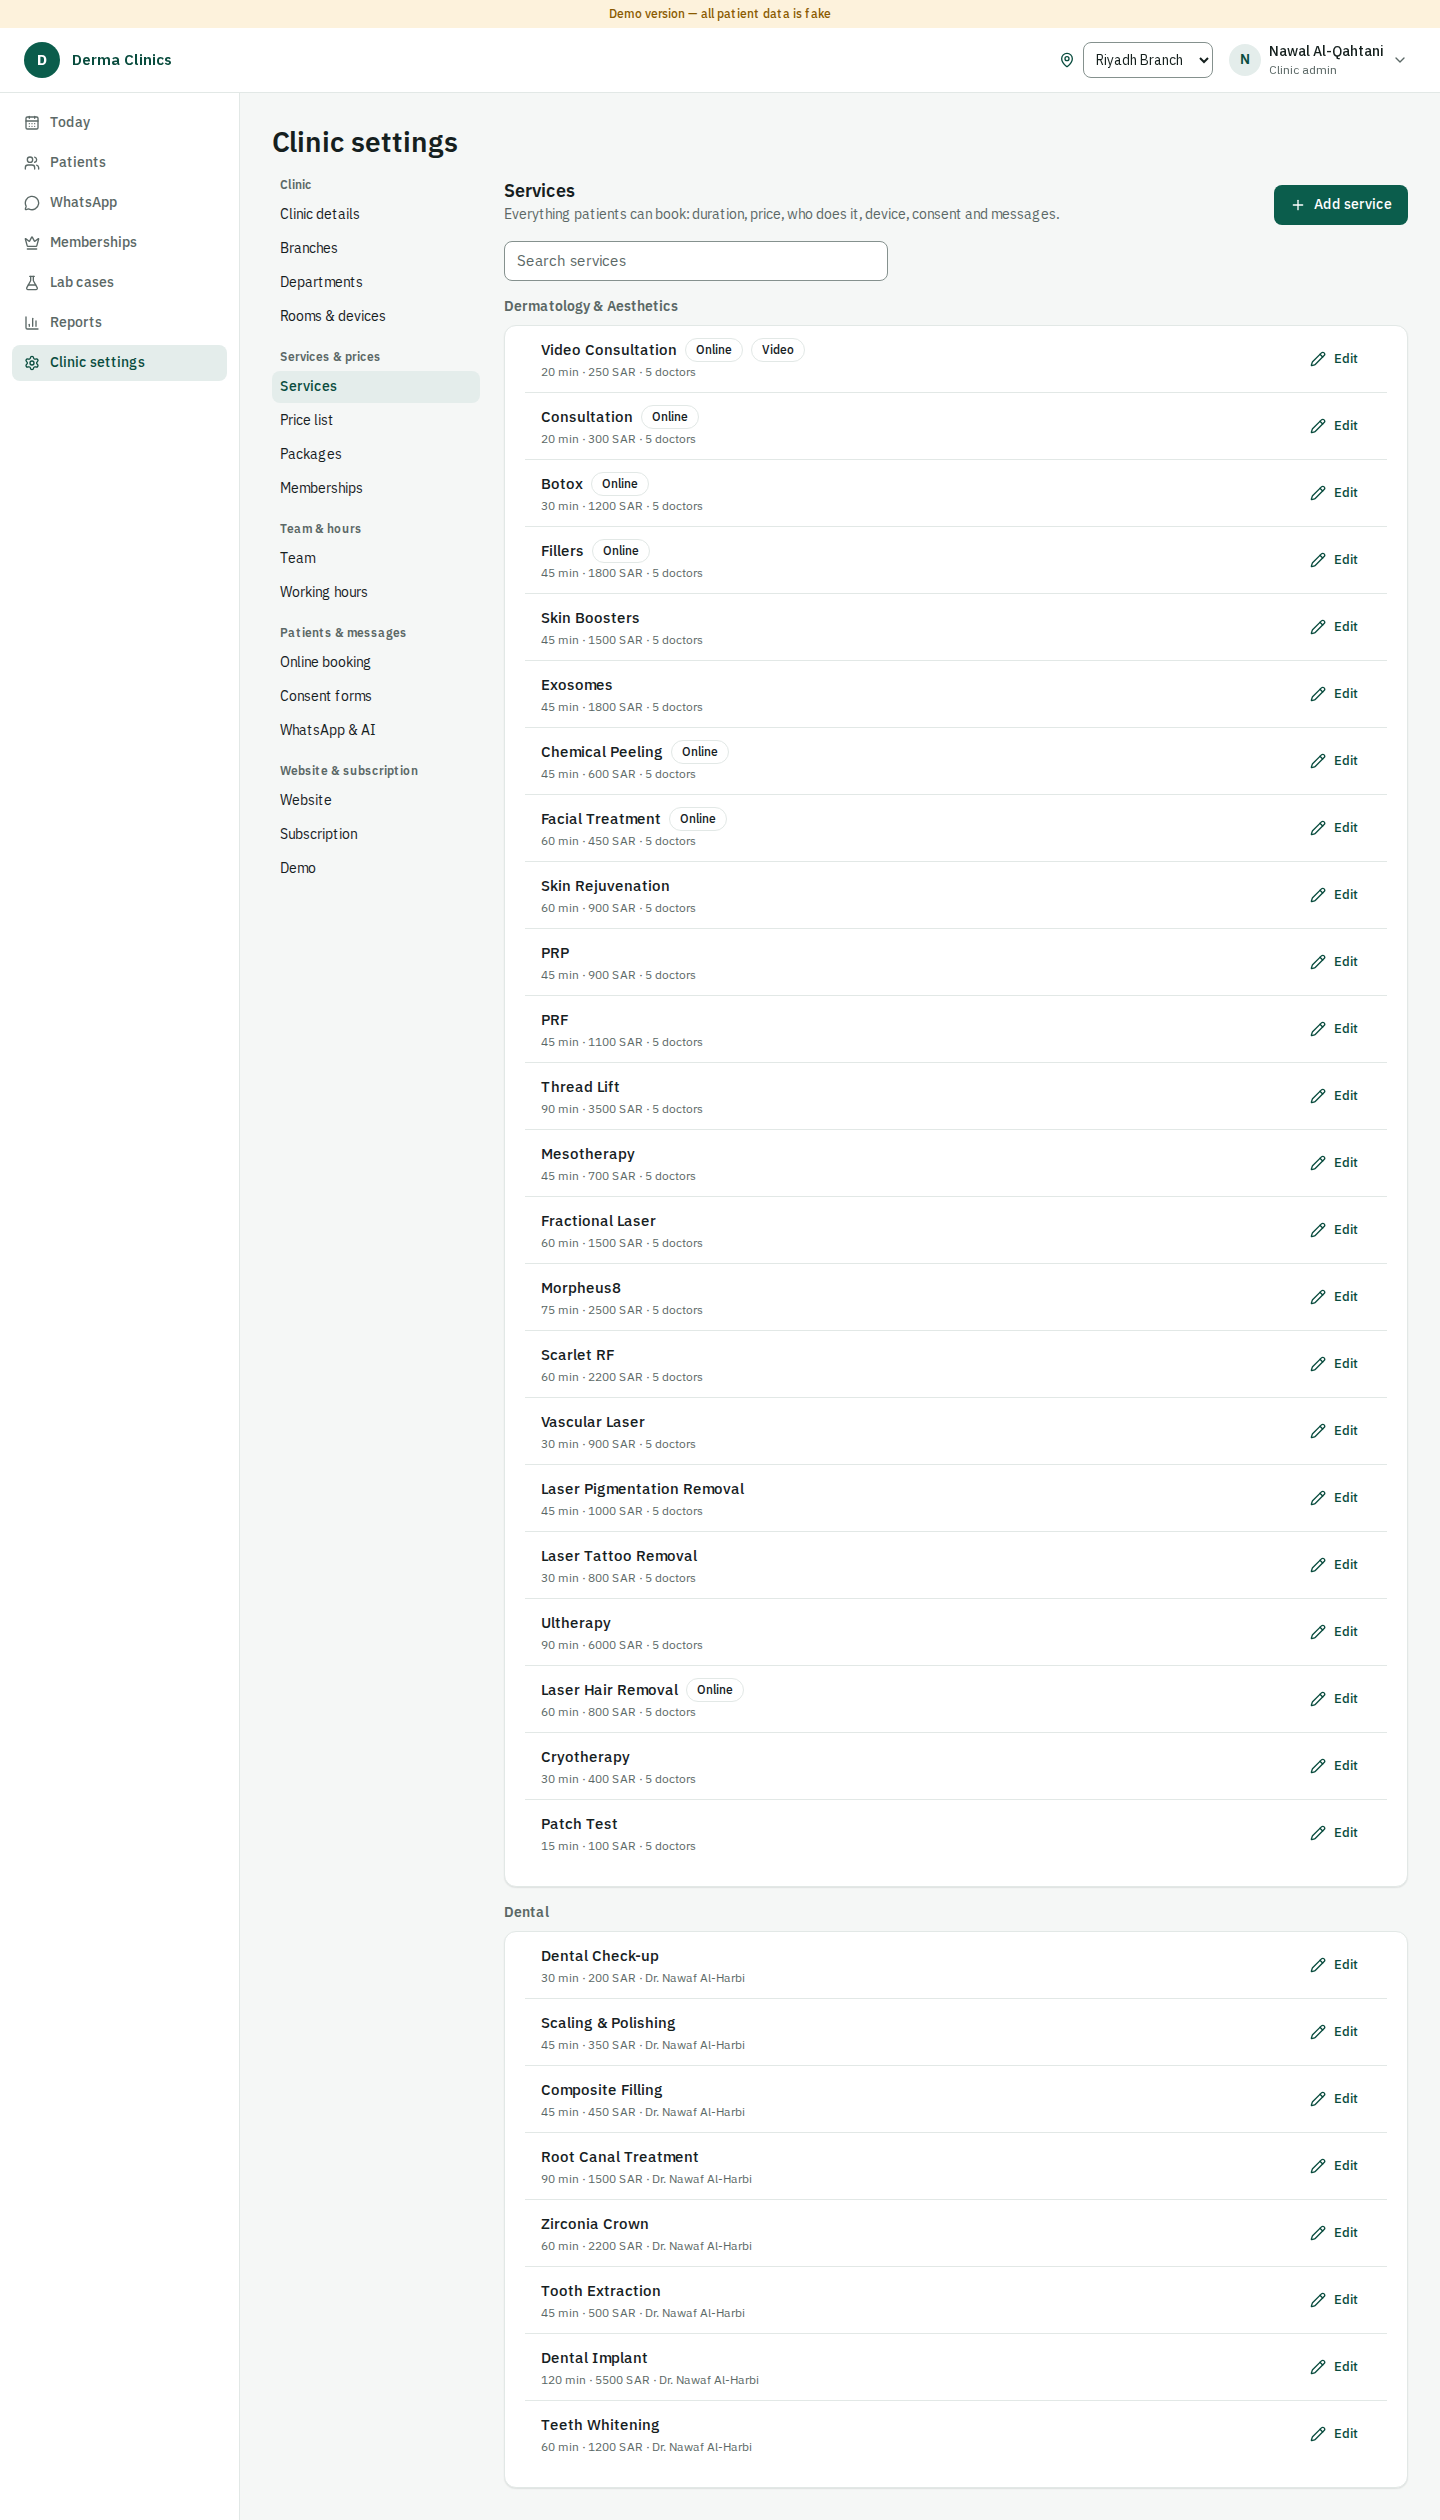 Demo version — all patient data is fake
D
Derma Clinics
Riyadh Branch
N
Nawal Al-Qahtani
Clinic admin
Today
Patients
WhatsApp
Memberships
Lab cases
Reports
Clinic settings
Clinic settings
Clinic
Clinic details
Branches
Departments
Rooms & devices
Services & prices
Services
Price list
Packages
Memberships
Team & hours
Team
Working hours
Patients & messages
Online booking
Consent forms
WhatsApp & AI
Website & subscription
Website
Subscription
Demo
Services
Everything patients can book: duration, price, who does it, device, consent and messages.
Add service
Search services
Dermatology & Aesthetics
Video Consultation Online Video
20 min · 250 SAR · 5 doctors
Edit
Consultation Online
20 min · 300 SAR · 5 doctors
Edit
Botox Online
30 min · 1200 SAR · 5 doctors
Edit
Fillers Online
45 min · 1800 SAR · 5 doctors
Edit
Skin Boosters
45 min · 1500 SAR · 5 doctors
Edit
Exosomes
45 min · 1800 SAR · 5 doctors
Edit
Chemical Peeling Online
45 min · 600 SAR · 5 doctors
Edit
Facial Treatment Online
60 min · 450 SAR · 5 doctors
Edit
Skin Rejuvenation
60 min · 900 SAR · 5 doctors
Edit
PRP
45 min · 900 SAR · 5 doctors
Edit
PRF
45 min · 1100 SAR · 5 doctors
Edit
Thread Lift
90 min · 3500 SAR · 5 doctors
Edit
Mesotherapy
45 min · 700 SAR · 5 doctors
Edit
Fractional Laser
60 min · 1500 SAR · 5 doctors
Edit
Morpheus8
75 min · 2500 SAR · 5 doctors
Edit
Scarlet RF
60 min · 2200 SAR · 5 doctors
Edit
Vascular Laser
30 min · 900 SAR · 5 doctors
Edit
Laser Pigmentation Removal
45 min · 1000 SAR · 5 doctors
Edit
Laser Tattoo Removal
30 min · 800 SAR · 5 doctors
Edit
Ultherapy
90 min · 6000 SAR · 5 doctors
Edit
Laser Hair Removal Online
60 min · 800 SAR · 5 doctors
Edit
Cryotherapy
30 min · 400 SAR · 5 doctors
Edit
Patch Test
15 min · 100 SAR · 5 doctors
Edit
Dental
Dental Check-up
30 min · 200 SAR · Dr. Nawaf Al-Harbi
Edit
Scaling & Polishing
45 min · 350 SAR · Dr. Nawaf Al-Harbi
Edit
Composite Filling
45 min · 450 SAR · Dr. Nawaf Al-Harbi
Edit
Root Canal Treatment
90 min · 1500 SAR · Dr. Nawaf Al-Harbi
Edit
Zirconia Crown
60 min · 2200 SAR · Dr. Nawaf Al-Harbi
Edit
Tooth Extraction
45 min · 500 SAR · Dr. Nawaf Al-Harbi
Edit
Dental Implant
120 min · 5500 SAR · Dr. Nawaf Al-Harbi
Edit
Teeth Whitening
60 min · 1200 SAR · Dr. Nawaf Al-Harbi
Edit